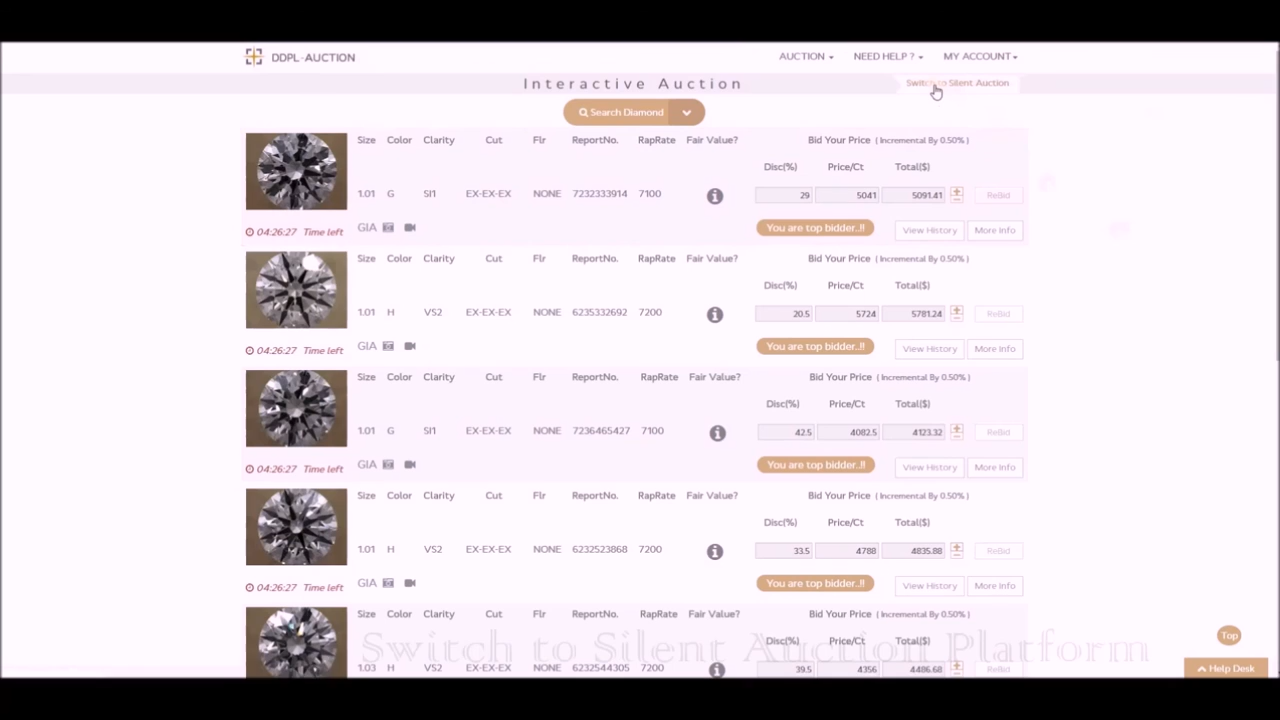 DDPL-AUCTION AUCTION NEED HELP ? MY ACCOUNT
Interactive Auction Switch to Silent Auction
Search Diamond
Size Color Clarity Cut Flr ReportNo. RapRate Fair Value? Bid Your Price ( Incremental By 0.50% )
Disc(%) Price/Ct Total($)
1.01 G SI1 EX-EX-EX NONE 7232333914 7100 29 5041 5091.41 ReBid
04:26:27 Time left GIA You are top bidder..!! View History More Info
Size Color Clarity Cut Flr ReportNo. RapRate Fair Value? Bid Your Price ( Incremental By 0.50% )
Disc(%) Price/Ct Total($)
1.01 H VS2 EX-EX-EX NONE 6235332692 7200 20.5 5724 5781.24 ReBid
04:26:27 Time left GIA You are top bidder..!! View History More Info
Size Color Clarity Cut Flr ReportNo. RapRate Fair Value? Bid Your Price ( Incremental By 0.50% )
Disc(%) Price/Ct Total($)
1.01 G SI1 EX-EX-EX NONE 7236465427 7100 42.5 4082.5 4123.32 ReBid
04:26:27 Time left GIA You are top bidder..!! View History More Info
Size Color Clarity Cut Flr ReportNo. RapRate Fair Value? Bid Your Price ( Incremental By 0.50% )
Disc(%) Price/Ct Total($)
1.01 H VS2 EX-EX-EX NONE 6232523868 7200 33.5 4788 4835.88 ReBid
04:26:27 Time left GIA You are top bidder..!! View History More Info
Size Color Clarity Cut Flr ReportNo. RapRate Fair Value? Bid Your Price ( Incremental By 0.50% )
Top
Disc(%) Price/Ct Total($)
Switch to Silent Auction Platform
1.03 H VS2 EX-EX-EX NONE 6232544305 7200 39.5 4356 4486.68 ReBid
Help Desk